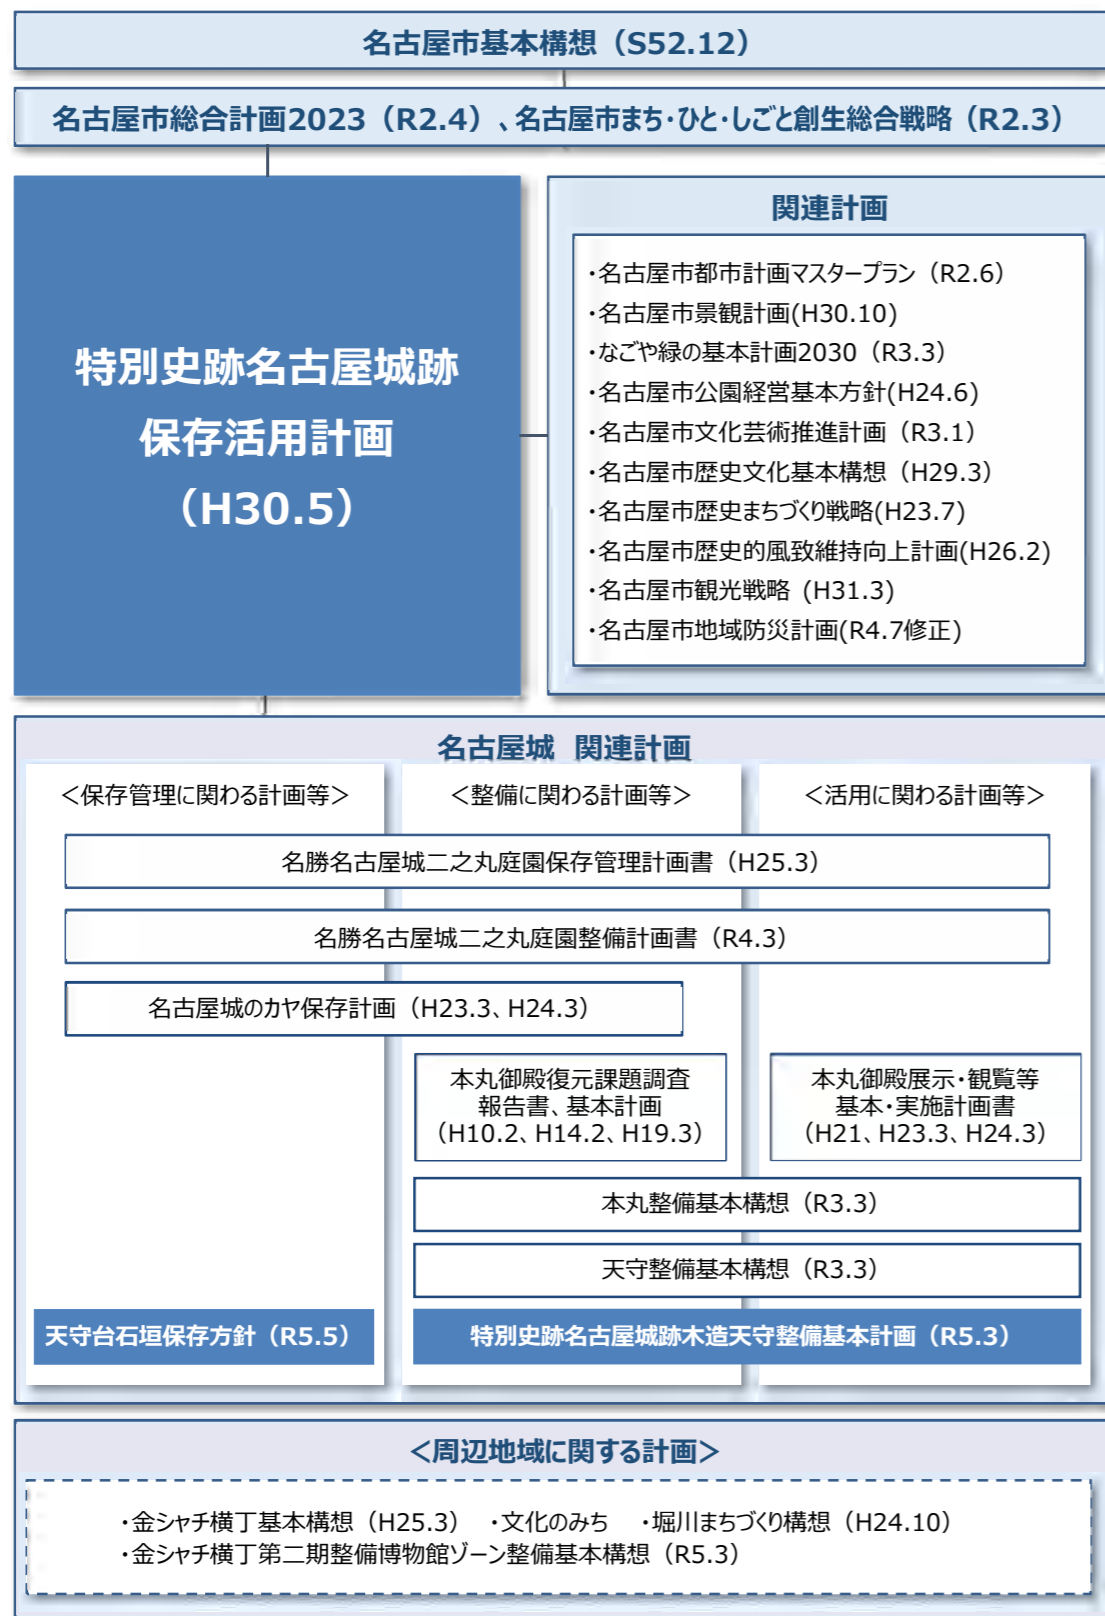 名古屋市基本構想（S52.12）
名古屋市総合計画2023（R2.4）、名古屋市まち・ひと・しごと創生総合戦略（R2.3）
特別史跡名古屋城跡
保存活用計画
（H30.5）
関連計画
・名古屋市都市計画マスタープラン（R2.6）
・名古屋市景観計画(H30.10)
・なごや緑の基本計画2030（R3.3）
・名古屋市公園経営基本方針(H24.6)
・名古屋市文化芸術推進計画（R3.1）
・名古屋市歴史文化基本構想（H29.3）
・名古屋市歴史まちづくり戦略(H23.7)
・名古屋市歴史的風致維持向上計画(H26.2)
・名古屋市観光戦略 (H31.3)
・名古屋市地域防災計画(R4.7修正)
名古屋城 関連計画
＜保存管理に関わる計画等＞
＜整備に関わる計画等＞
＜活用に関わる計画等＞
名勝名古屋城二之丸庭園保存管理計画書（H25.3）
名勝名古屋城二之丸庭園整備計画書（R4.3）
名古屋城のカヤ保存計画（H23.3、H24.3）
本丸御殿復元課題調査
報告書、基本計画
（H10.2、H14.2、H19.3）
本丸御殿展示・観覧等
基本・実施計画書
（H21、H23.3、H24.3）
本丸整備基本構想（R3.3）
天守整備基本構想（R3.3）
天守台石垣保存方針（R5.5）
特別史跡名古屋城跡木造天守整備基本計画（R5.3）
＜周辺地域に関する計画＞
・金シャチ横丁基本構想（H25.3） ・文化のみち ・堀川まちづくり構想（H24.10）
・金シャチ横丁第二期整備博物館ゾーン整備基本構想（R5.3）